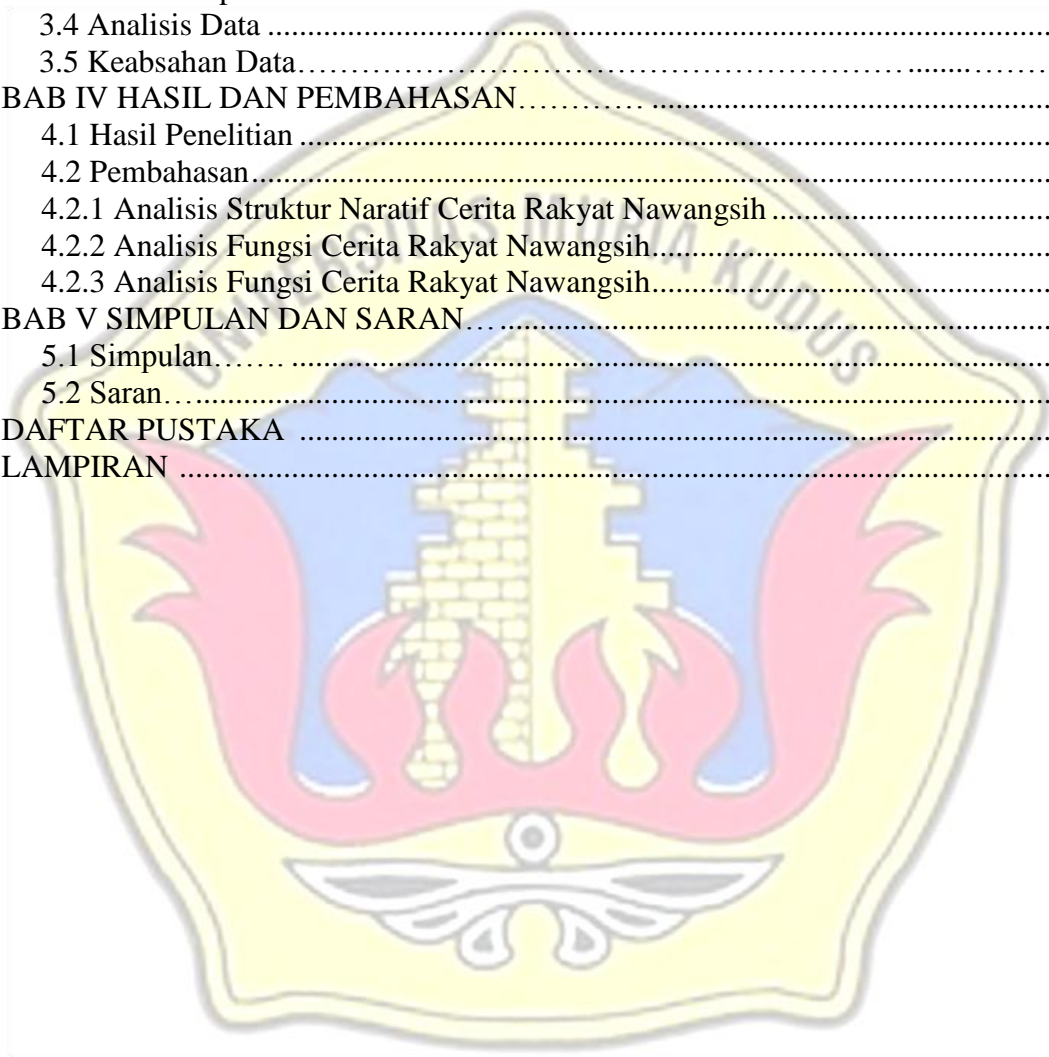 3.4 Analisis Data ........................................................................................................
3.5 Keabsahan Data……………………………………………………… ........………
BAB IV HASIL DAN PEMBAHASAN………… .....................................................
4.1 Hasil Penelitian ....................................................................................................
4.2 Pembahasan..........................................................................................................
4.2.1 Analisis Struktur Naratif Cerita Rakyat Nawangsih .....................................
4.2.2 Analisis Fungsi Cerita Rakyat Nawangsih.....................................................
4.2.3 Analisis Fungsi Cerita Rakyat Nawangsih.....................................................
BAB V SIMPULAN DAN SARAN… .......................................................................
5.1 Simpulan……. .....................................................................................................
5.2 Saran…..................................................................................................................
DAFTAR PUSTAKA ..................................................................................................
LAMPIRAN .................................................................................................................
UNIVERSITAS MURIA KUDUS